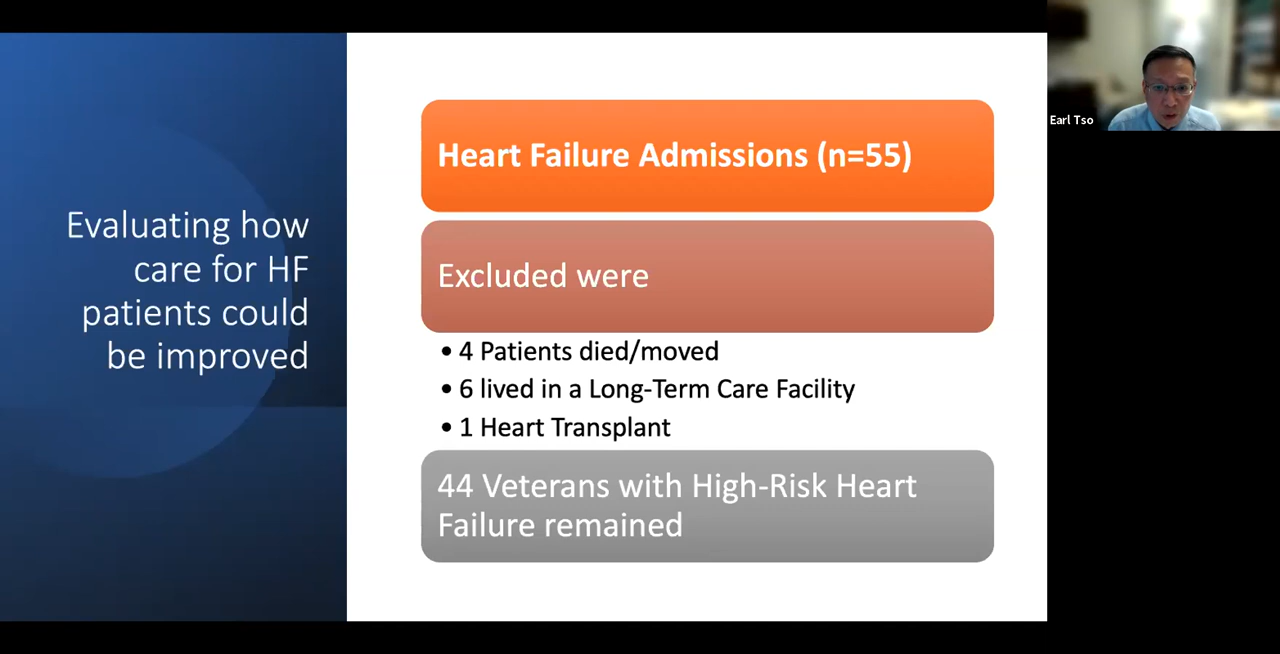 Evaluating how
care for HF
patients could
be improved
Heart Failure Admissions (n=55)
Excluded were
• 4 Patients died/moved
• 6 lived in a Long-Term Care Facility
• 1 Heart Transplant
44 Veterans with High-Risk Heart
Failure remained
Earl Tso